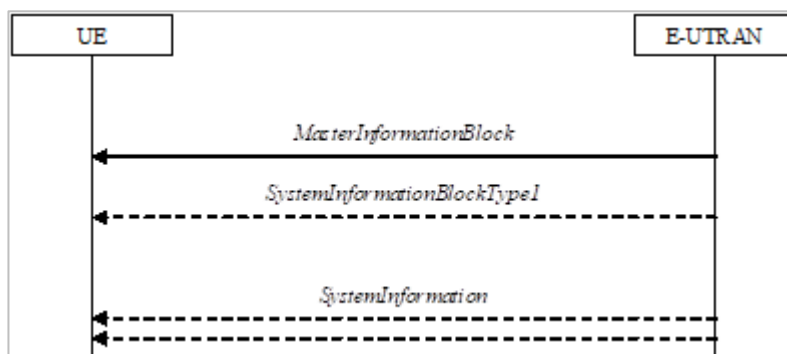 UE
E-UTRAN
MasterInformationBlock
SystemInformationBlockType1
SystemInformation